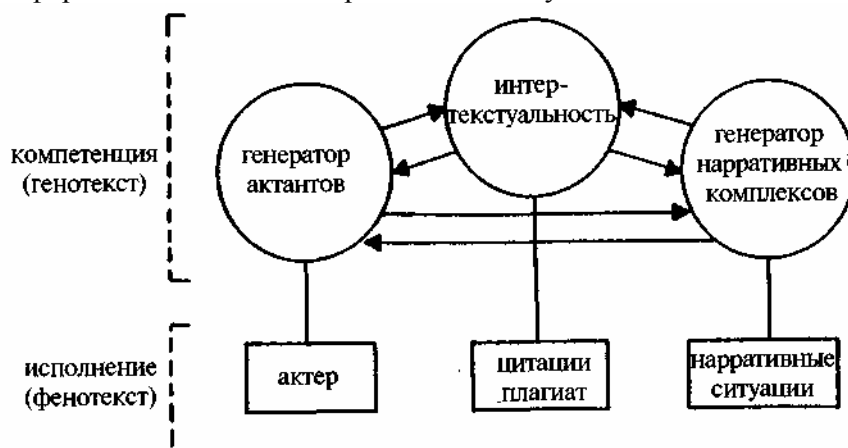 интер-
текстуальность
компетенция
(генотекст)
генератор
актантов
генератор
нарративных
комплексов
исполнение
(фенотекст)
актер
цитации
плагиат
нарративные
ситуации